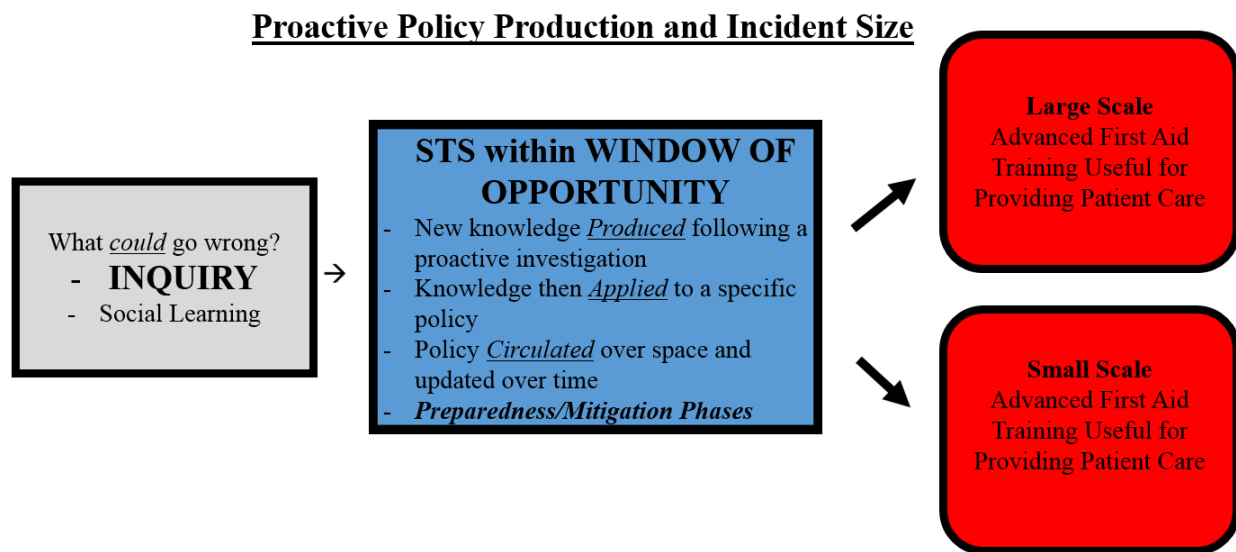 Proactive Policy Production and Incident Size
What could go wrong?
- INQUIRY
- Social Learning
→
STS within WINDOW OF
OPPORTUNITY
- New knowledge Produced following a
proactive investigation
- Knowledge then Applied to a specific
policy
- Policy Circulated over space and
updated over time
- Preparedness/Mitigation Phases
Large Scale
Advanced First Aid
Training Useful for
Providing Patient Care
Small Scale
Advanced First Aid
Training Useful for
Providing Patient Care